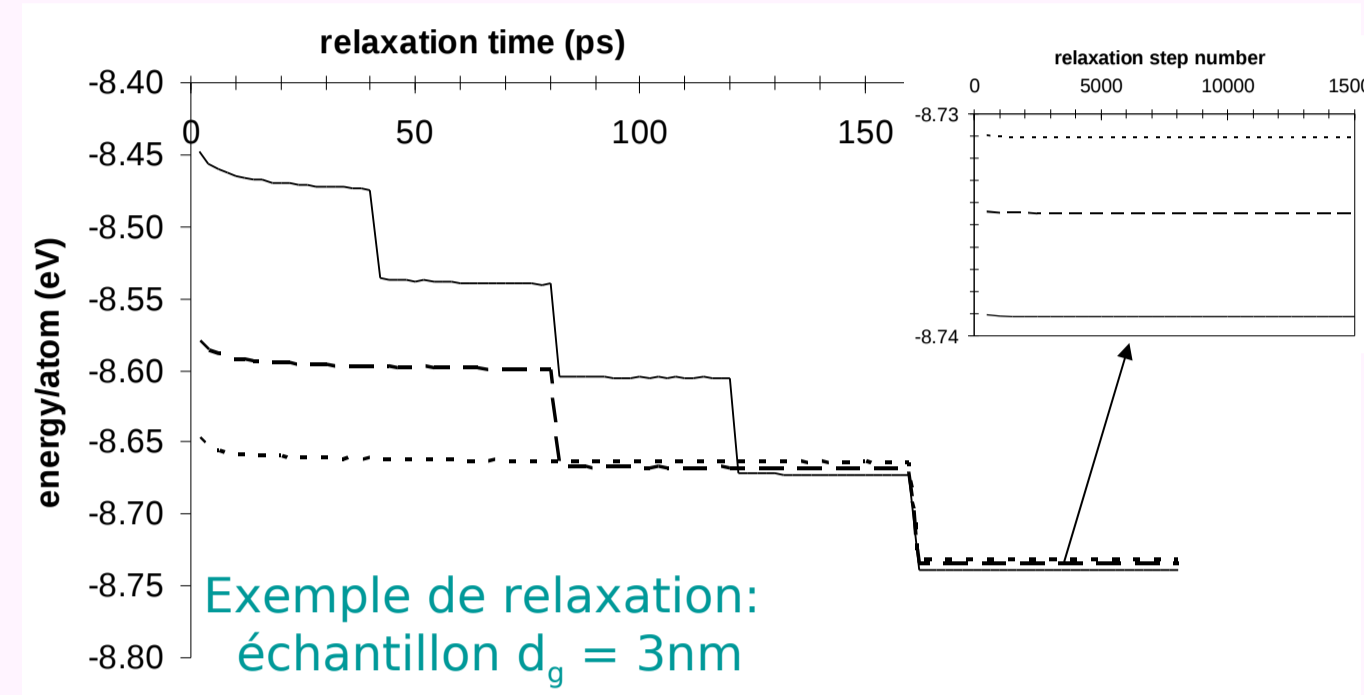 relaxation time (ps)
-8.40
0 50 100 150
-8.45
-8.50
-8.55
-8.60
-8.65
-8.70
-8.75
-8.80
energy/atom (eV)
relaxation step number
0 5000 10000 1500
-8.73
-8.74
Exemple de relaxation:
échantillon dg = 3nm